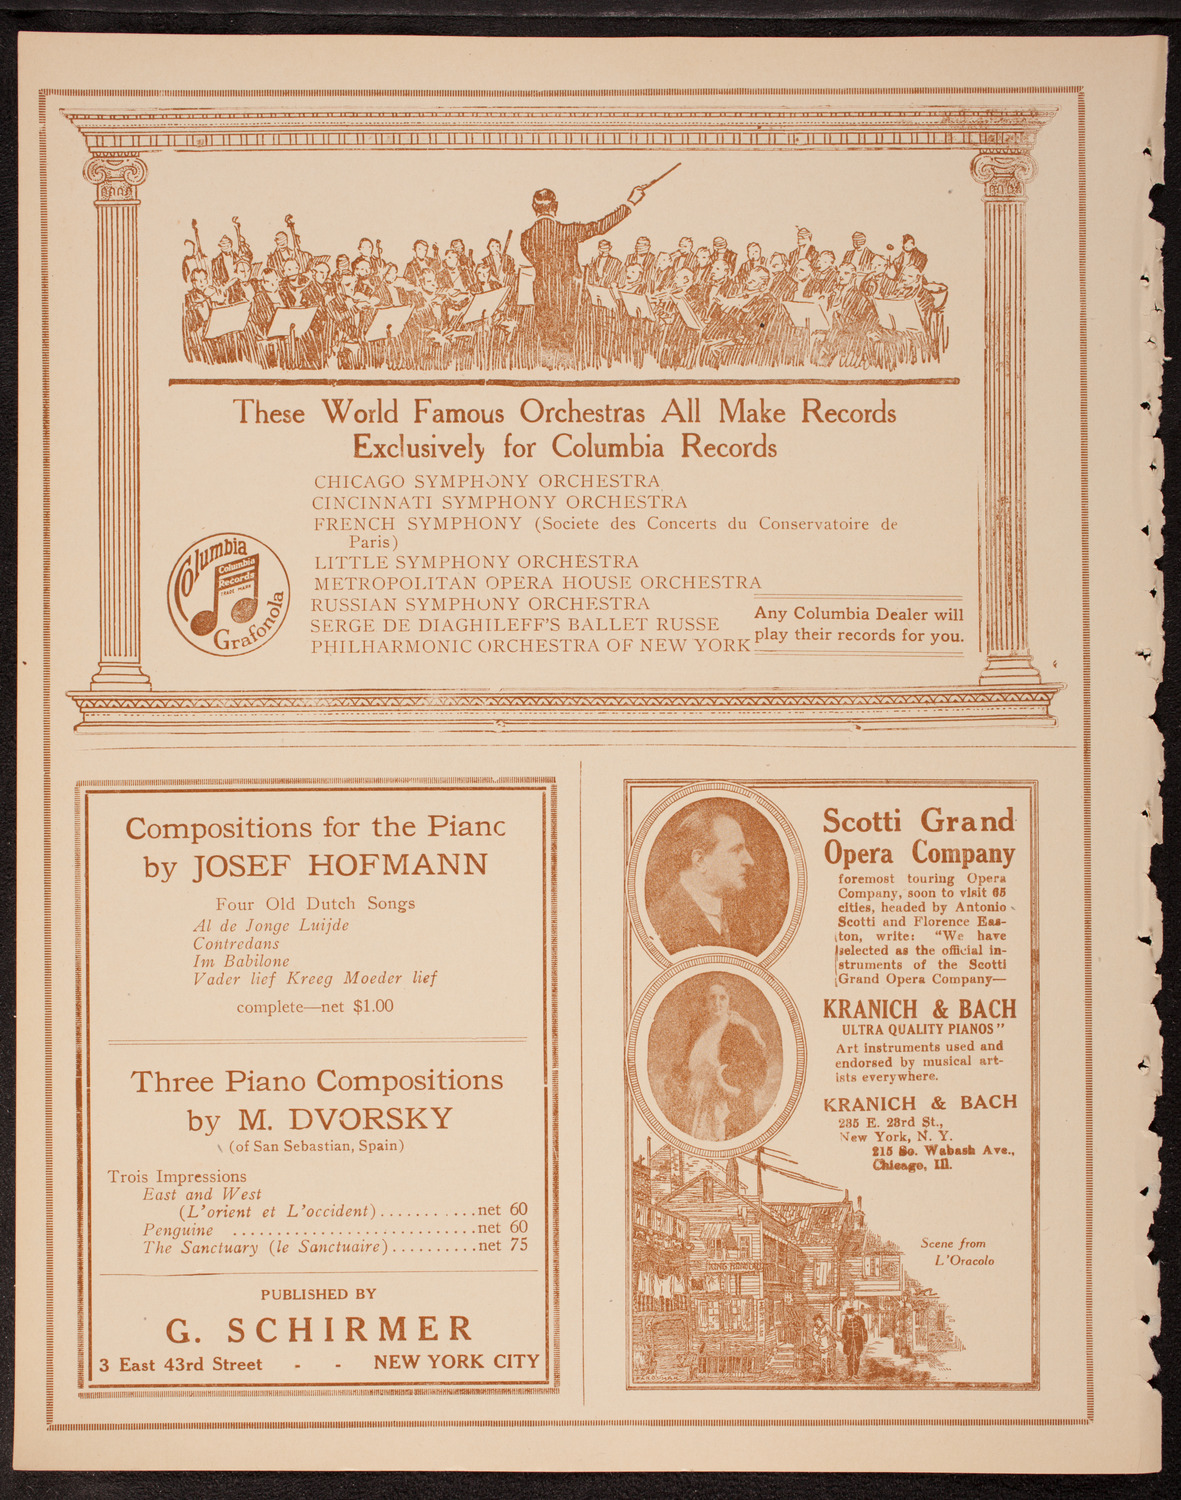 These World Famous Orchestras All Make Records
Exclusively for Columbia Records
CHICAGO SYMPHONY ORCHESTRA
CINCINNATI SYMPHONY ORCHESTRA
FRENCH SYMPHONY (Societe des Concerts du Conservatoire de
Paris)
LITTLE SYMPHONY ORCHESTRA
METROPOLITAN OPERA HOUSE ORCHESTRA
RUSSIAN SYMPHONY ORCHESTRA
SERGE DE DIAGHILEFF'S BALLET RUSSE
PHILHARMONIC ORCHESTRA OF NEW YORK
Columbia
Columbia
Records
TRADE MARK
Grafonola
Any Columbia Dealer will
play their records for you.
Compositions for the Piano
by JOSEF HOFMANN
Four Old Dutch Songs
Al de Jonge Luijde
Contredans
Im Babilone
Vader lief Kreeg Moeder lief
complete—net $1.00
Three Piano Compositions
by M. DVORSKY
(of San Sebastian, Spain)
Trois Impressions
East and West
(L'orient et L'occident)...........net 60
Penguine ............................net 60
The Sanctuary (le Sanctuaire)..........net 75
PUBLISHED BY
G. SCHIRMER
3 East 43rd Street - - NEW YORK CITY
Scotti Grand
Opera Company
foremost touring Opera
Company, soon to visit 65
cities, headed by Antonio
Scotti and Florence Eas-
ton, write: "We have
selected as the official in-
struments of the Scotti
Grand Opera Company—
KRANICH & BACH
ULTRA QUALITY PIANOS"
Art instruments used and
endorsed by musical art-
ists everywhere.
KRANICH & BACH
235 E. 23rd St.,
New York, N. Y.
215 So. Wabash Ave.,
Chicago, Ill.
Scene from
L'Oracolo